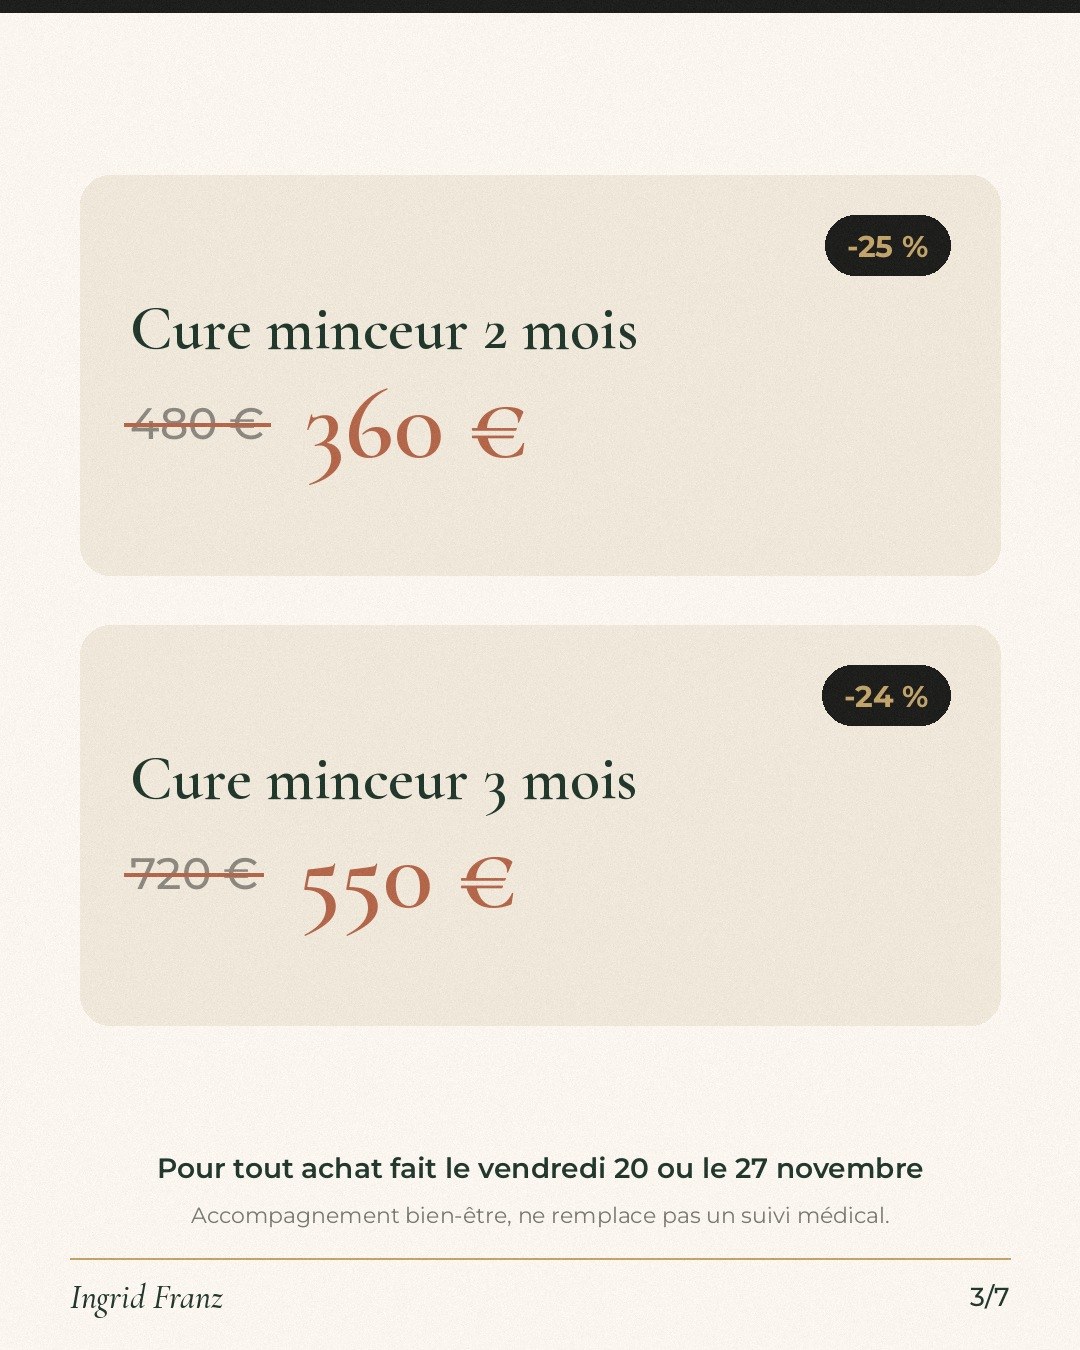 -25 %
Cure minceur 2 mois
480 € 360 €
-24 %
Cure minceur 3 mois
720 € 550 €
Pour tout achat fait le vendredi 20 ou le 27 novembre
Accompagnement bien-être, ne remplace pas un suivi médical.
Ingrid Franz 3/7